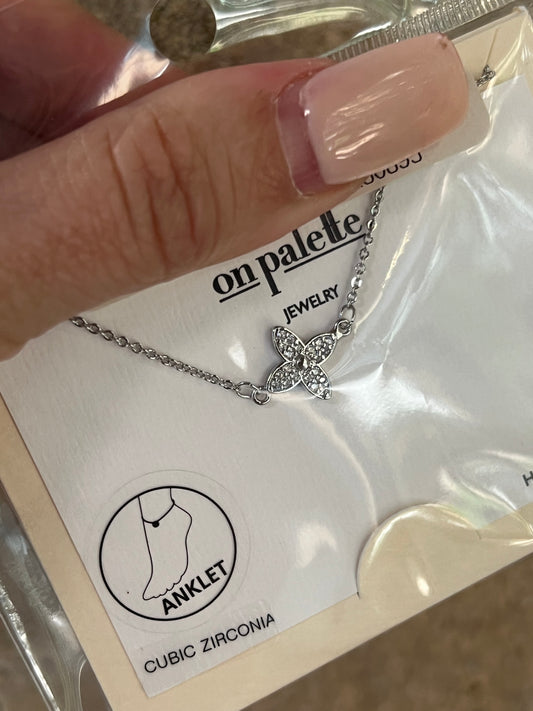 on palette
JEWELRY
ANKLET
CUBIC ZIRCONIA